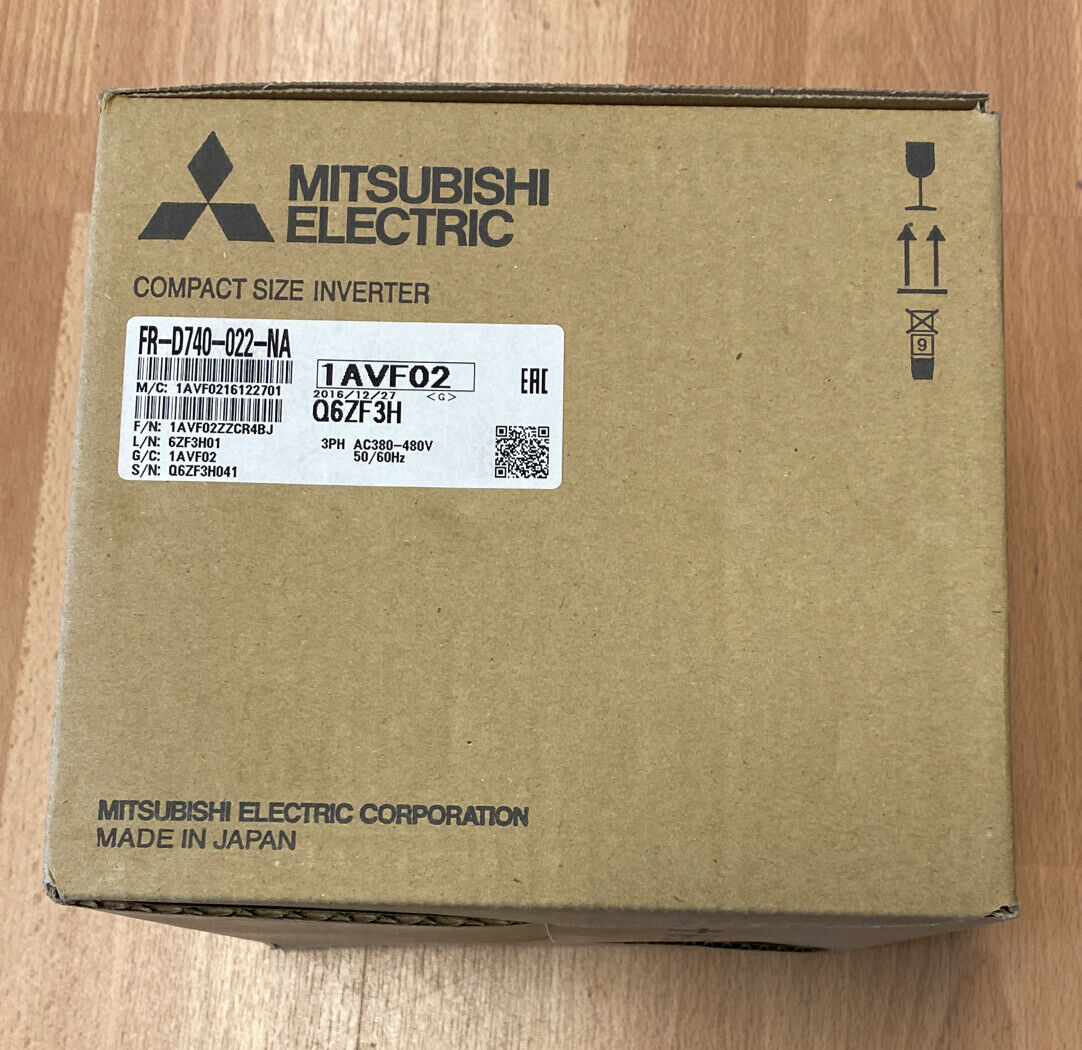 MITSUBISHI
ELECTRIC
COMPACT SIZE INVERTER
FR-D740-022-NA
M/C: 1AVF0216122701
F/N: 1AVF02ZZCR4BJ
L/N: 6ZF3H01
G/C: 1AVF02
S/N: Q6ZF3H041
1AVF02
2016/12/27 <G>
Q6ZF3H
3PH AC380-480V
50/60Hz
EAC
9
MITSUBISHI ELECTRIC CORPORATION
MADE IN JAPAN